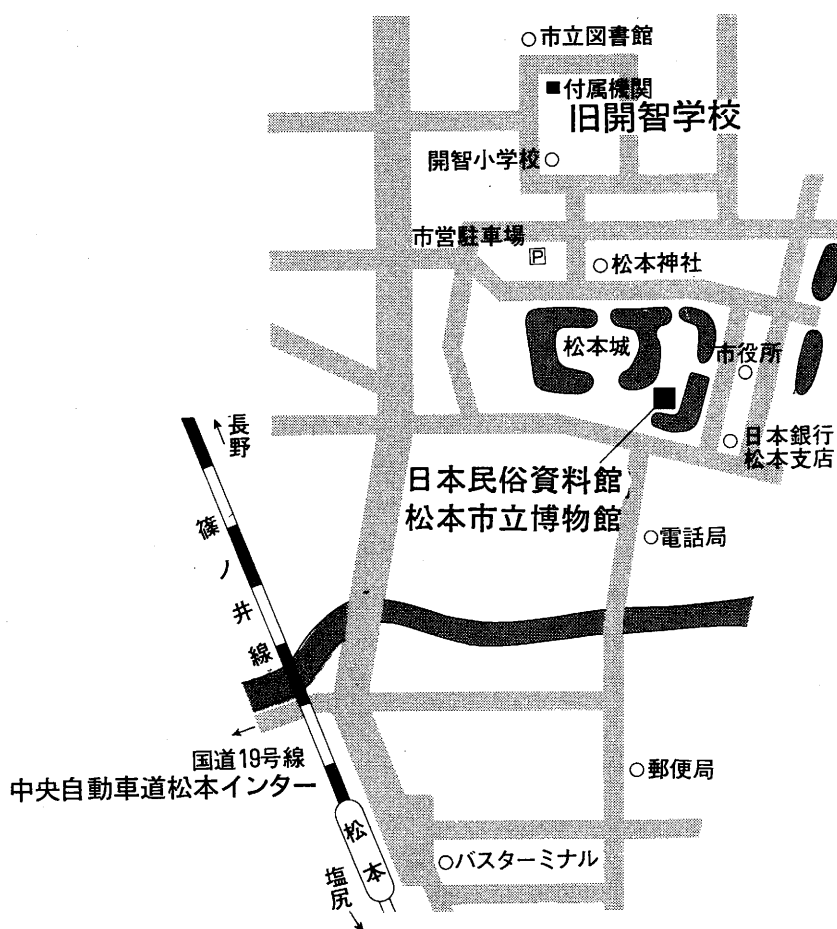 市立図書館
付属機関
旧開智学校
開智小学校
市営駐車場
P
松本神社
松本城
市役所
長野
日本銀行
松本支店
日本民俗資料館
松本市立博物館
電話局
篠ノ井線
国道19号線
中央自動車道松本インター
郵便局
松本
バスターミナル
塩尻